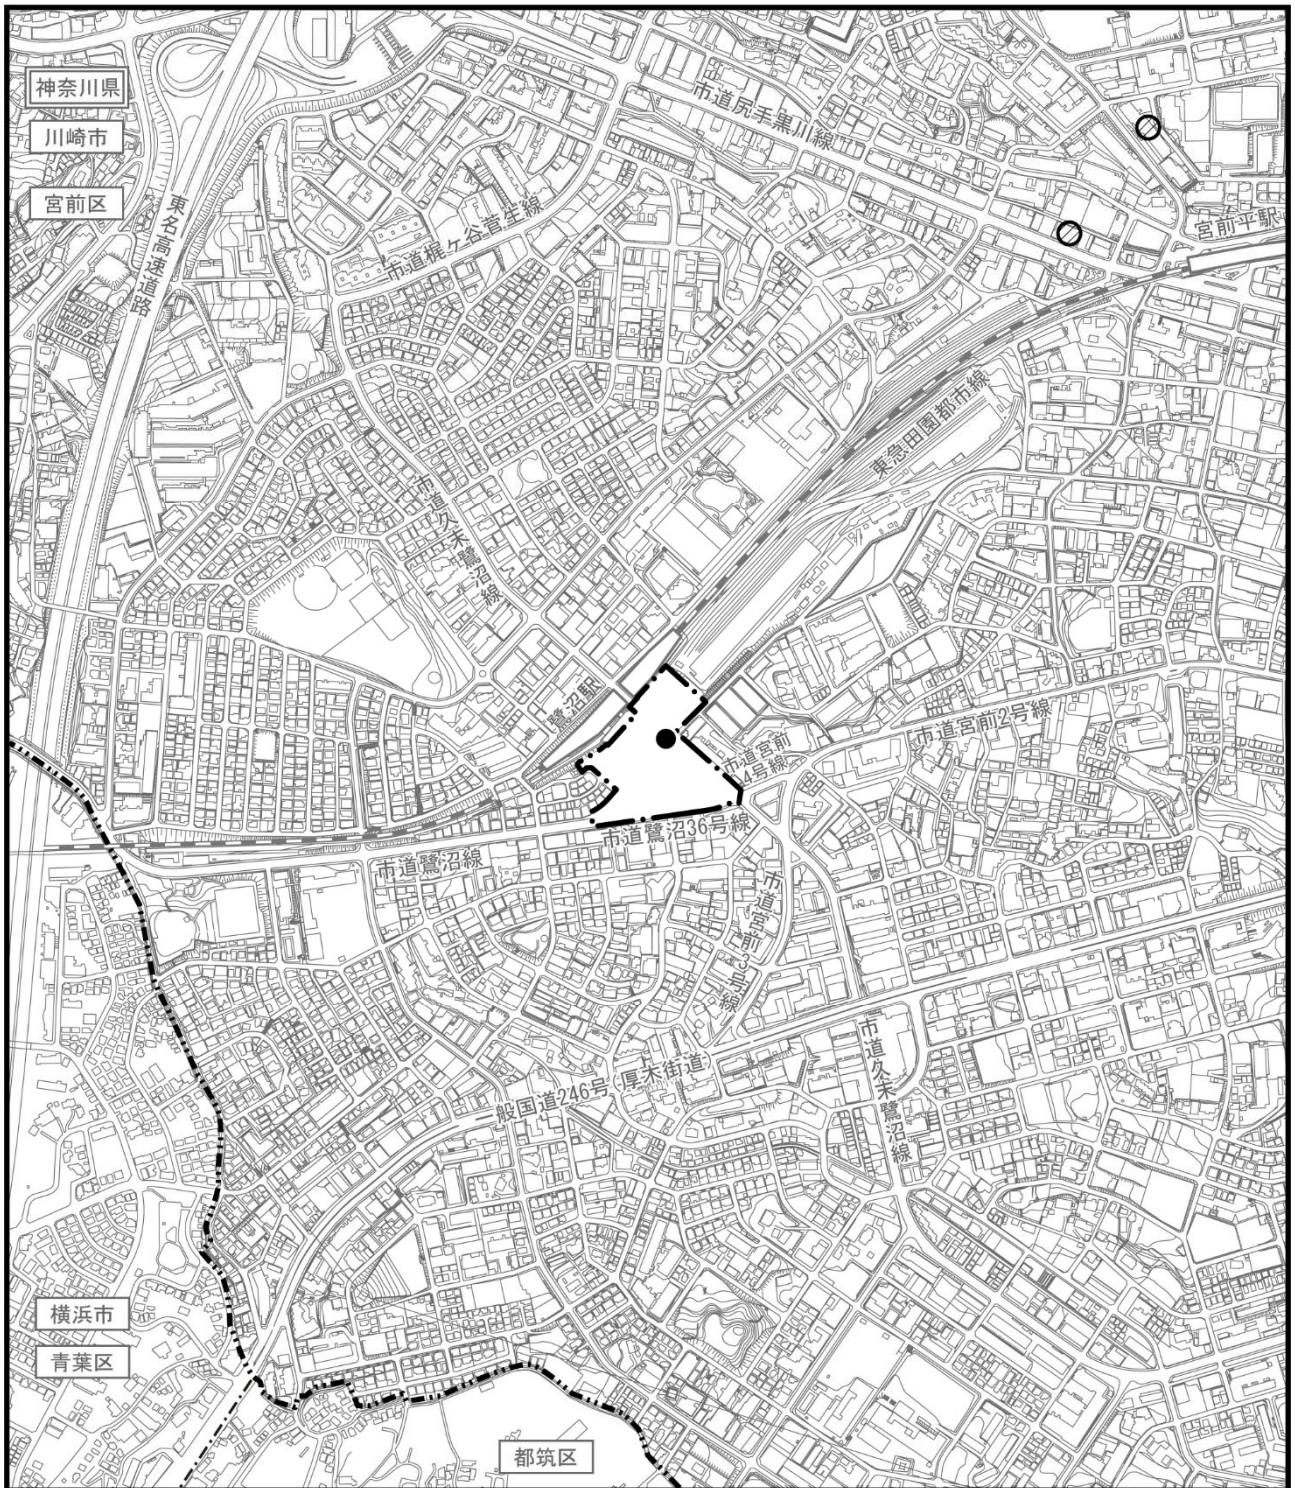 神奈川県
川崎市
宮前区
東名高速道路
市道尻手黒川線
宮前平駅
市道梶ヶ谷菅生線
東急田園都市線
市道久末鷺沼線
鷺沼駅
市道宮前2号線
市道宮前
4号線
市道鷺沼36号線
市道鷺沼線
市道宮前3号線
一般国道246号(厚木街道)
市道久末鷺沼線
横浜市
青葉区
都筑区